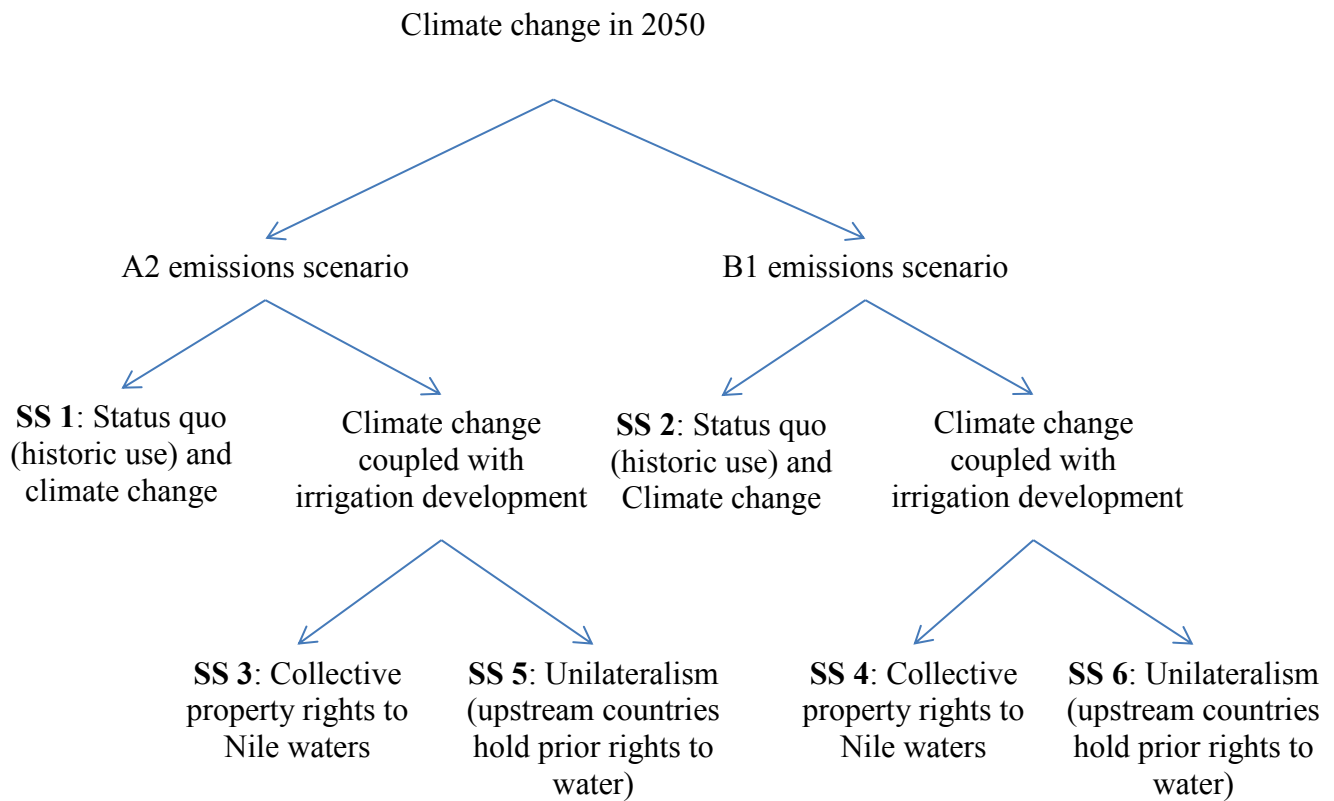 Climate change in 2050
A2 emissions scenario
B1 emissions scenario
SS 1: Status quo
(historic use) and
climate change
Climate change
coupled with
irrigation development
SS 2: Status quo
(historic use) and
Climate change
Climate change
coupled with
irrigation development
SS 3: Collective
property rights to
Nile waters
SS 5: Unilateralism
(upstream countries
hold prior rights to
water)
SS 4: Collective
property rights to
Nile waters
SS 6: Unilateralism
(upstream countries
hold prior rights to
water)